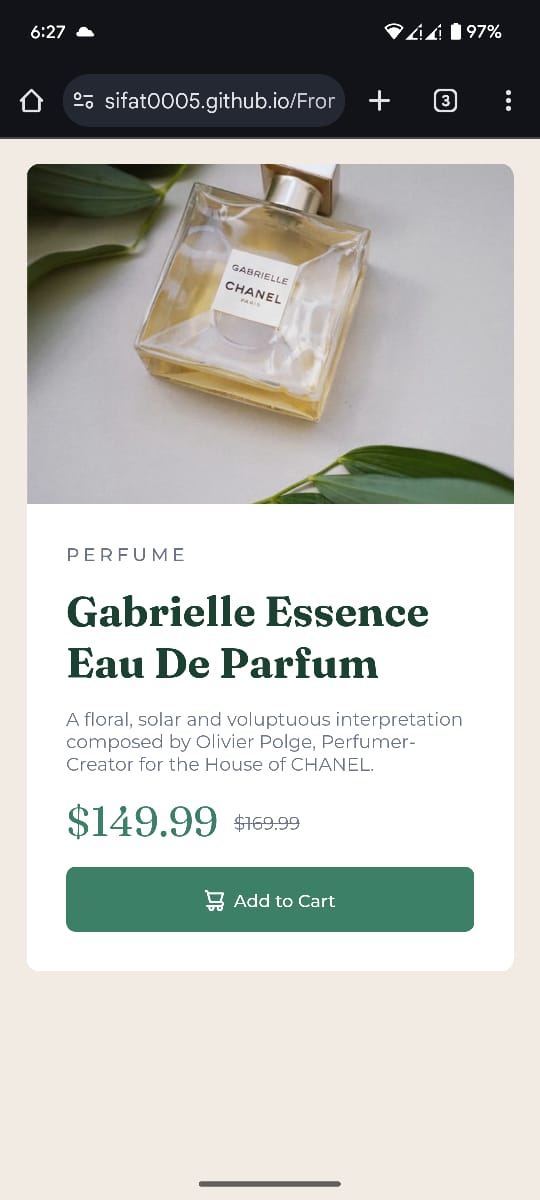 6:27
97%
sifat0005.github.io/Fror
3
GABRIELLE
CHANEL
PARIS
PERFUME
Gabrielle Essence
Eau De Parfum
A floral, solar and voluptuous interpretation
composed by Olivier Polge, Perfumer-
Creator for the House of CHANEL.
$149.99 $169.99
Add to Cart